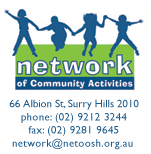 network
of Community Activities
66 Albion St, Surry Hills 2010
phone: (02) 9212 3244
fax: (02) 9281 9645
network@netoosh.org.au